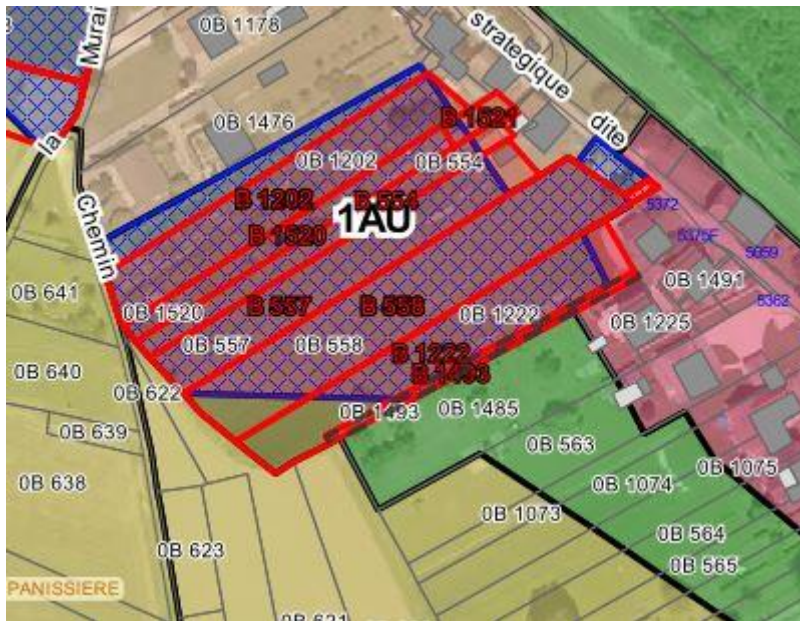 0B 1178
la Murai
strategique
dite
0B 1476
B 1521
0B 1202
0B 554
B 1202
B 554
1AU
B 1520
Chemin
5372
5375F
5359
0B 1491
5362
0B 641
0B 1520
B 557
B 558
0B 1222
0B 1225
0B 557
0B 558
B 1222
B 1493
0B 640
0B 622
0B 1493
0B 1485
0B 639
0B 563
0B 638
0B 1074
0B 1075
0B 1073
0B 564
0B 623
0B 565
PANISSIERE
0B 621